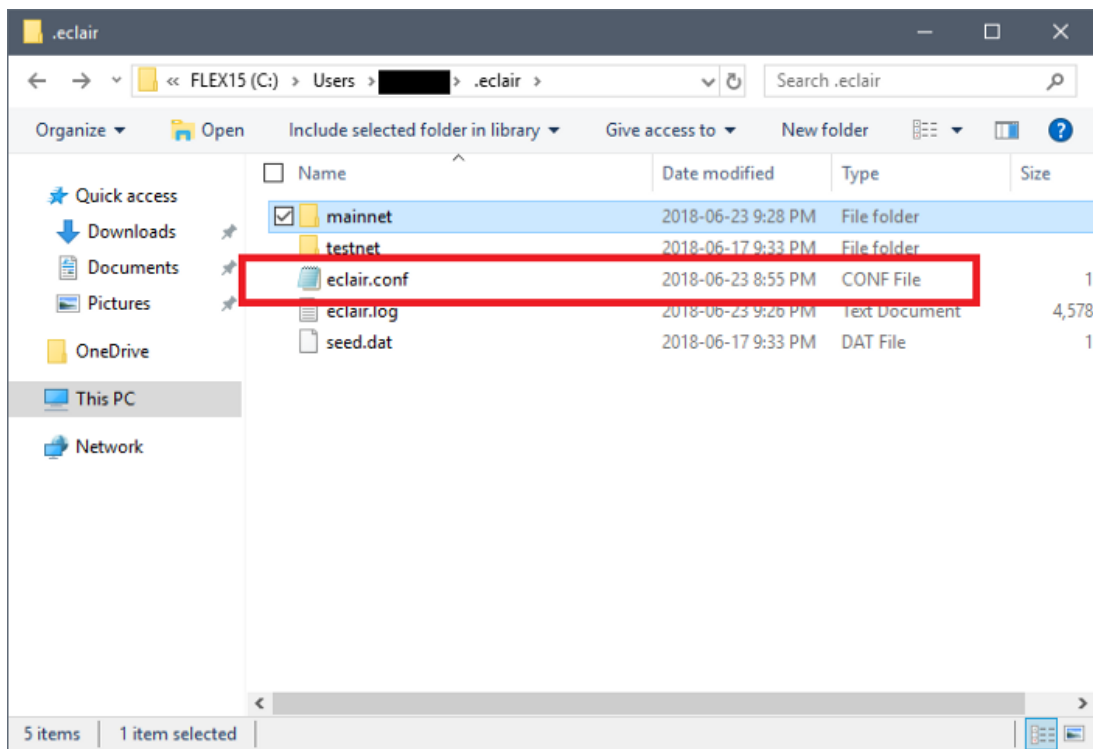 .eclair
« FLEX15 (C:) > Users > > .eclair > Search .eclair
Organize Open Include selected folder in library Give access to New folder ?
Name Date modified Type Size
Quick access
Downloads
Documents
Pictures
OneDrive
This PC
Network
mainnet 2018-06-23 9:28 PM File folder
testnet 2018-06-17 9:33 PM File folder
eclair.conf 2018-06-23 8:55 PM CONF File 1
eclair.log 2018-06-23 9:26 PM Text Document 4,578
seed.dat 2018-06-17 9:33 PM DAT File 1
5 items 1 item selected